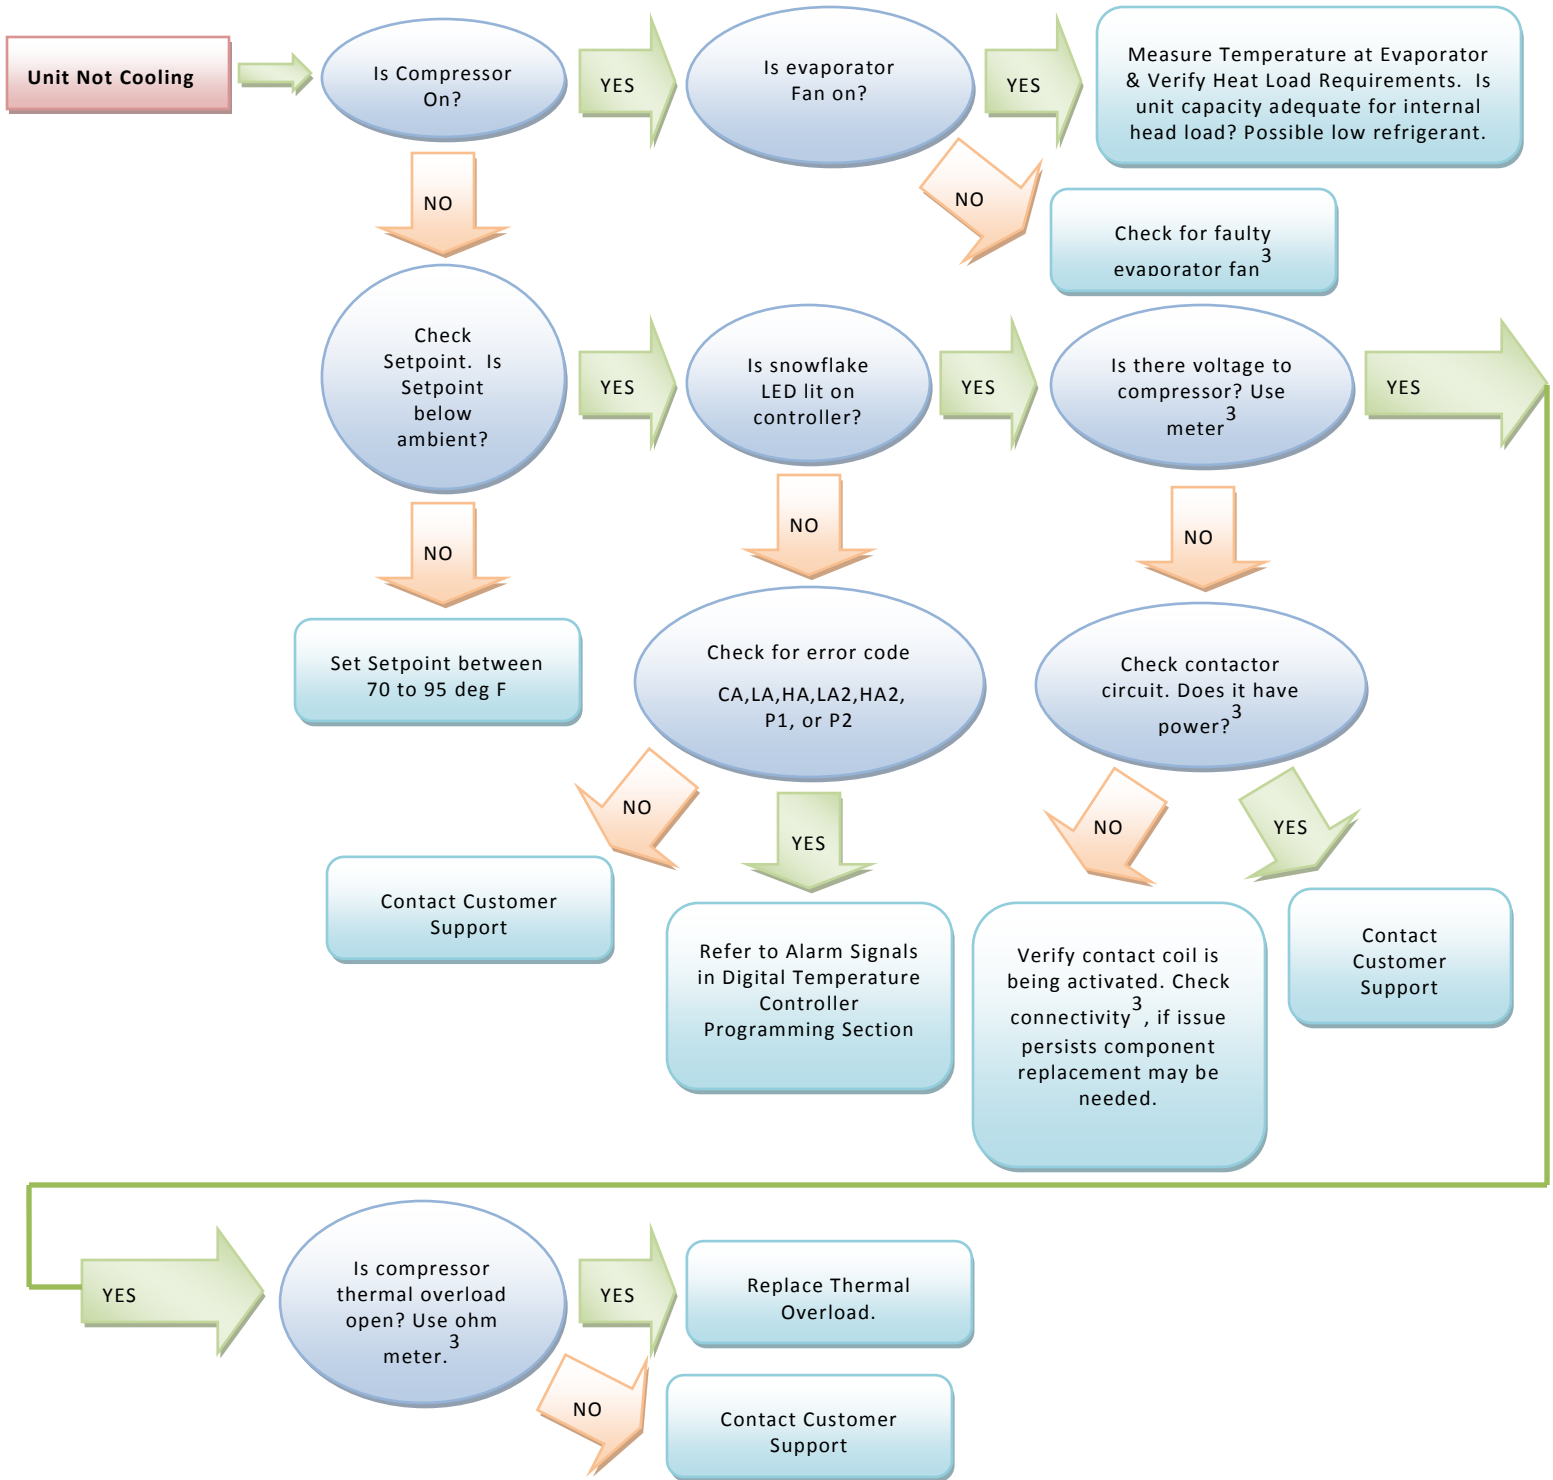 Unit Not Cooling
Is Compressor
On?
YES
Is evaporator
Fan on?
YES
Measure Temperature at Evaporator
& Verify Heat Load Requirements. Is
unit capacity adequate for internal
head load? Possible low refrigerant.
NO
NO
Check for faulty
evaporator fan3
Check
Setpoint. Is
Setpoint
below
ambient?
YES
Is snowflake
LED lit on
controller?
YES
Is there voltage to
compressor? Use
meter3
YES
NO
NO
NO
Set Setpoint between
70 to 95 deg F
Check for error code
CA,LA,HA,LA2,HA2,
P1, or P2
Check contactor
circuit. Does it have
power?3
NO
YES
NO
YES
Contact Customer
Support
Refer to Alarm Signals
in Digital Temperature
Controller
Programming Section
Verify contact coil is
being activated. Check
connectivity3, if issue
persists component
replacement may be
needed.
Contact
Customer
Support
YES
Is compressor
thermal overload
open? Use ohm
meter.3
YES
Replace Thermal
Overload.
NO
Contact Customer
Support